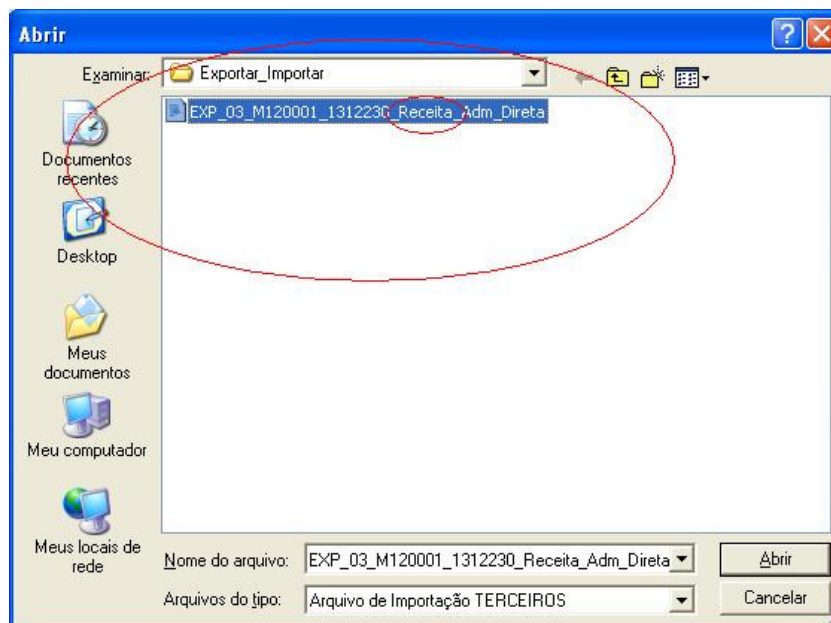 Abrir
Examinar:
Exportar_Importar
EXP_03_M120001_1312230_Receita_Adm_Direta
Documentos
recentes
Desktop
Meus
documentos
Meu computador
Meus locais de
rede
Nome do arquivo:
EXP_03_M120001_1312230_Receita_Adm_Direta
Abrir
Arquivos do tipo:
Arquivo de Importação TERCEIROS
Cancelar